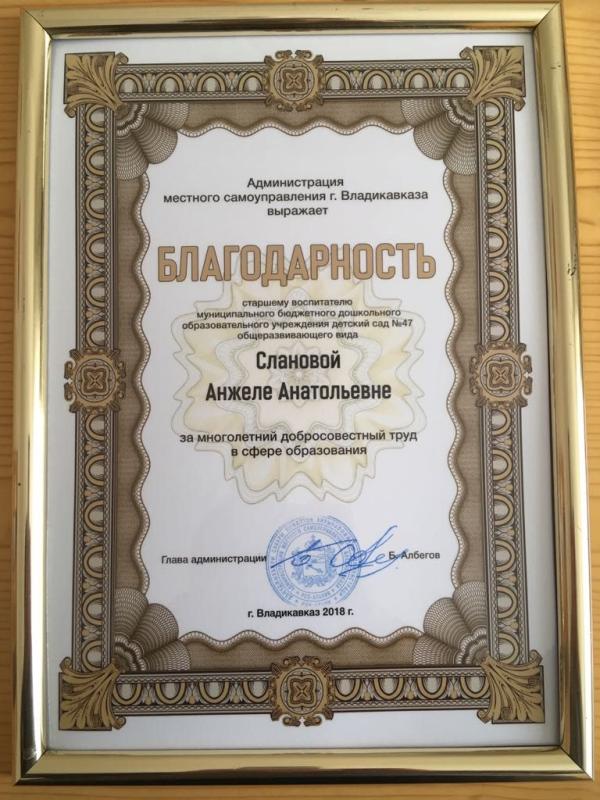 Администрация
местного самоуправления г. Владикавказа
выражает
БЛАГОДАРНОСТЬ
старшему воспитателю
муниципального бюджетного дошкольного
образовательного учреждения детский сад №47
общеразвивающего вида
Слановой
Анжеле Анатольевне
за многолетний добросовестный труд
в сфере образования
Глава администрации Б. Албегов
г. Владикавказ 2018 г.